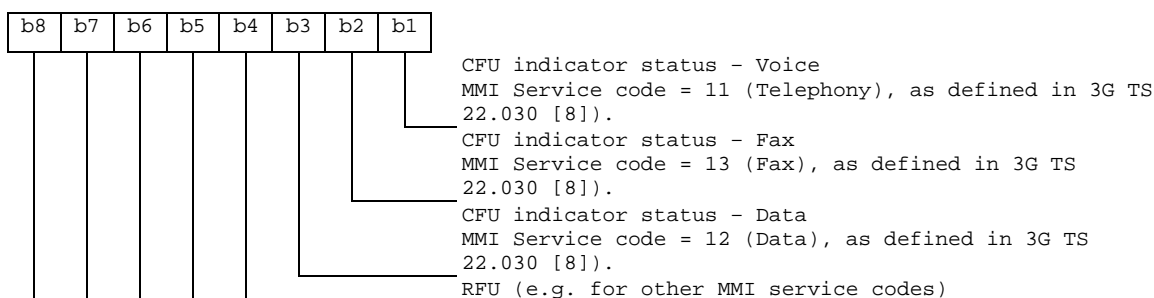 b8 b7 b6 b5 b4 b3 b2 b1
CFU indicator status – Voice
MMI Service code = 11 (Telephony), as defined in 3G TS
22.030 [8]).
CFU indicator status – Fax
MMI Service code = 13 (Fax), as defined in 3G TS
22.030 [8]).
CFU indicator status – Data
MMI Service code = 12 (Data), as defined in 3G TS
22.030 [8]).
RFU (e.g. for other MMI service codes)